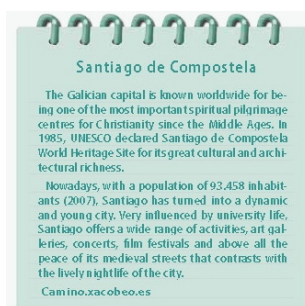 Santiago de Compostela
The Galician capital is known worldwide for be-
ing one of the most important spiritual pilgrimage
centres for Christianity since the Middle Ages. In
1985, UNESCO declared Santiago de Compostela
World Heritage Site for its great cultural and archi-
tectural richness.
Nowadays, with a population of 93.458 inhabit-
ants (2007), Santiago has turned into a dynamic
and young city. Very influenced by university life,
Santiago offers a wide range of activities, art gal-
leries, concerts, film festivals and above all the
peace of its medieval streets that contrasts with
the lively nightlife of the city.
Camino.xacobeo.es